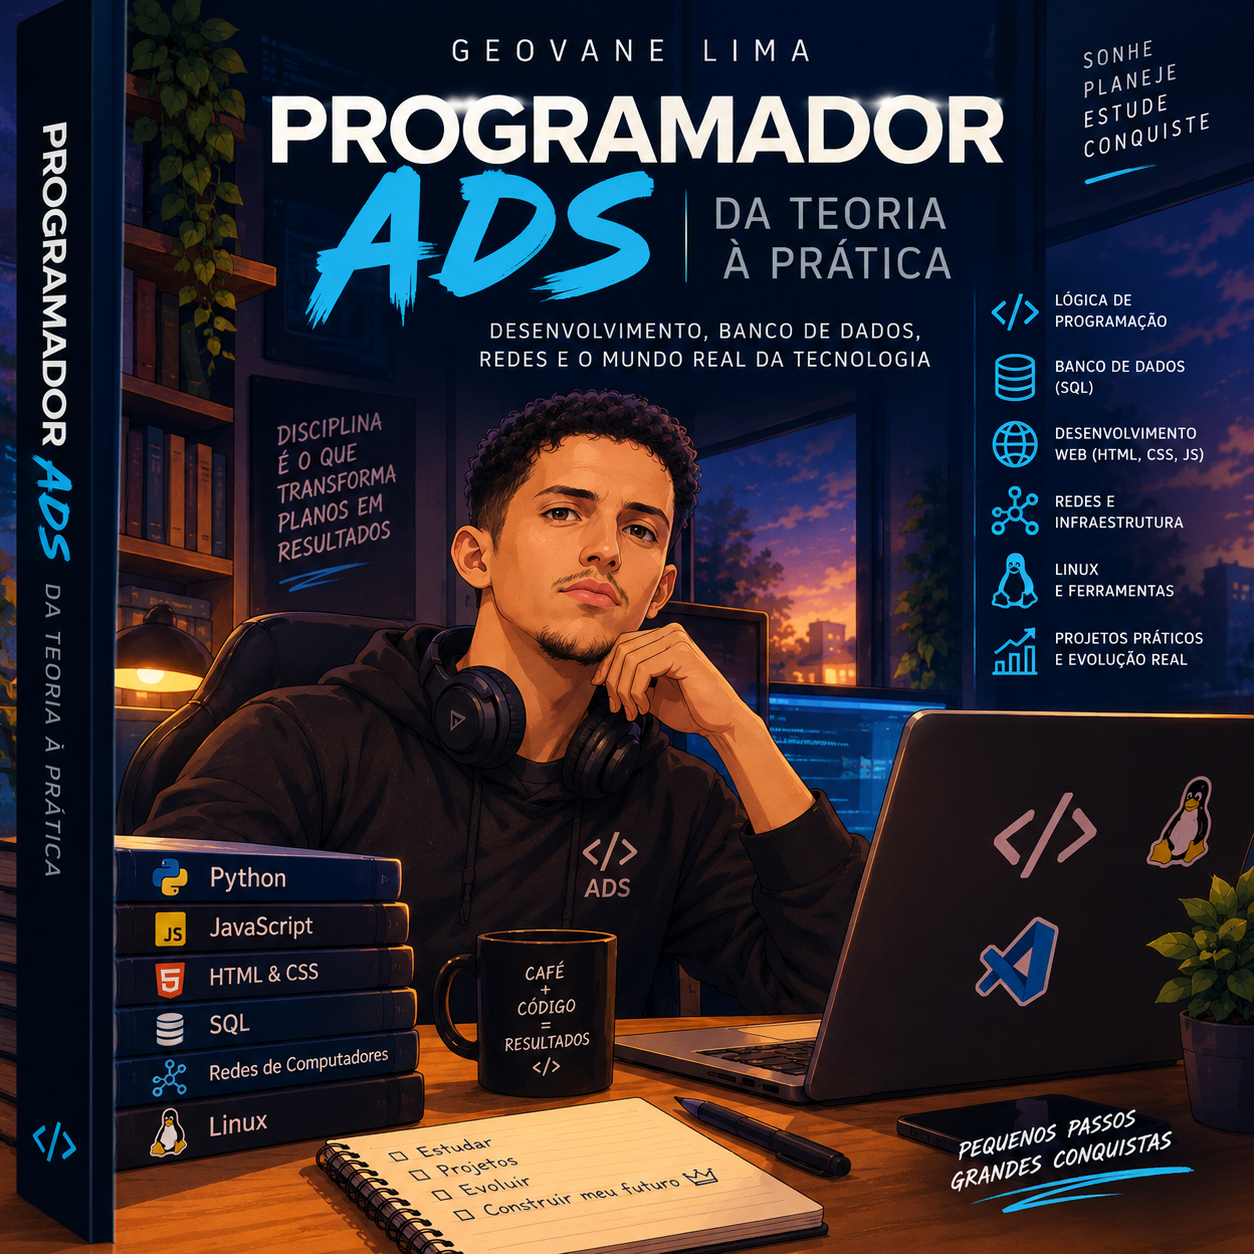 GEOVANE LIMA
PROGRAMADOR
ADS
DA TEORIA
À PRÁTICA
DESENVOLVIMENTO, BANCO DE DADOS,
REDES E O MUNDO REAL DA TECNOLOGIA
SONHE
PLANEJE
ESTUDE
CONQUISTE
PROGRAMADOR ADS DA TEORIA À PRÁTICA
</>
DISCIPLINA
É O QUE
TRANSFORMA
PLANOS EM
RESULTADOS
</>
LÓGICA DE
PROGRAMAÇÃO
BANCO DE DADOS
(SQL)
DESENVOLVIMENTO
WEB (HTML, CSS, JS)
REDES E
INFRAESTRUTURA
LINUX
E FERRAMENTAS
PROJETOS PRÁTICOS
E EVOLUÇÃO REAL
</>
ADS
</>
Python
JS JavaScript
5 HTML & CSS
SQL
Redes de Computadores
Linux
CAFÉ
+
CÓDIGO
=
RESULTADOS
</>
Estudar
Projetos
Evoluir
Construir meu futuro
PEQUENOS PASSOS
GRANDES CONQUISTAS